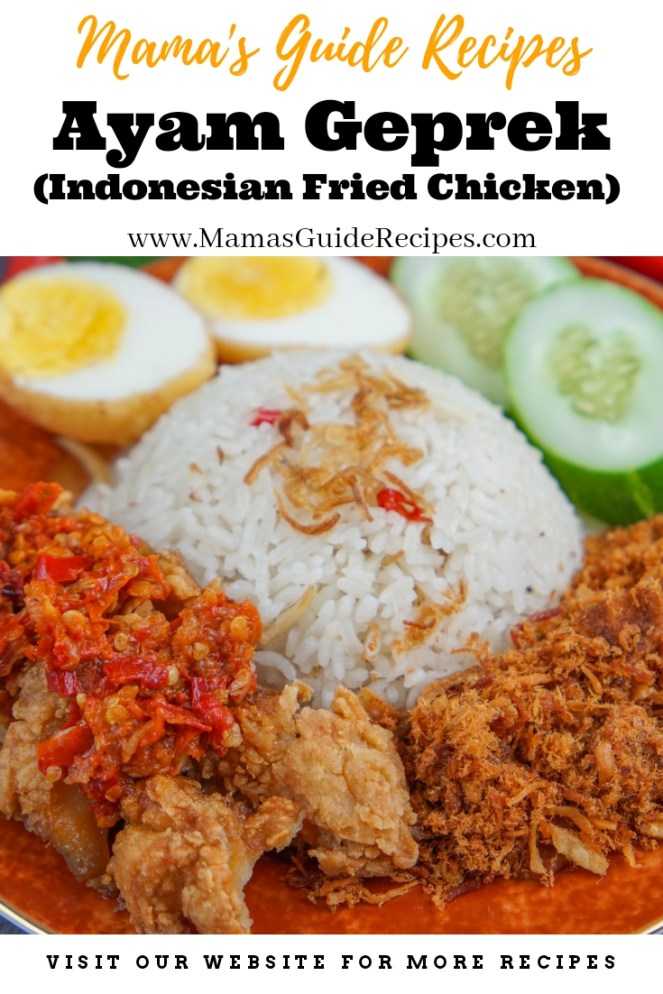 Mama's Guide Recipes
Ayam Geprek
(Indonesian Fried Chicken)
www.MamasGuideRecipes.com
VISIT OUR WEBSITE FOR MORE RECIPES